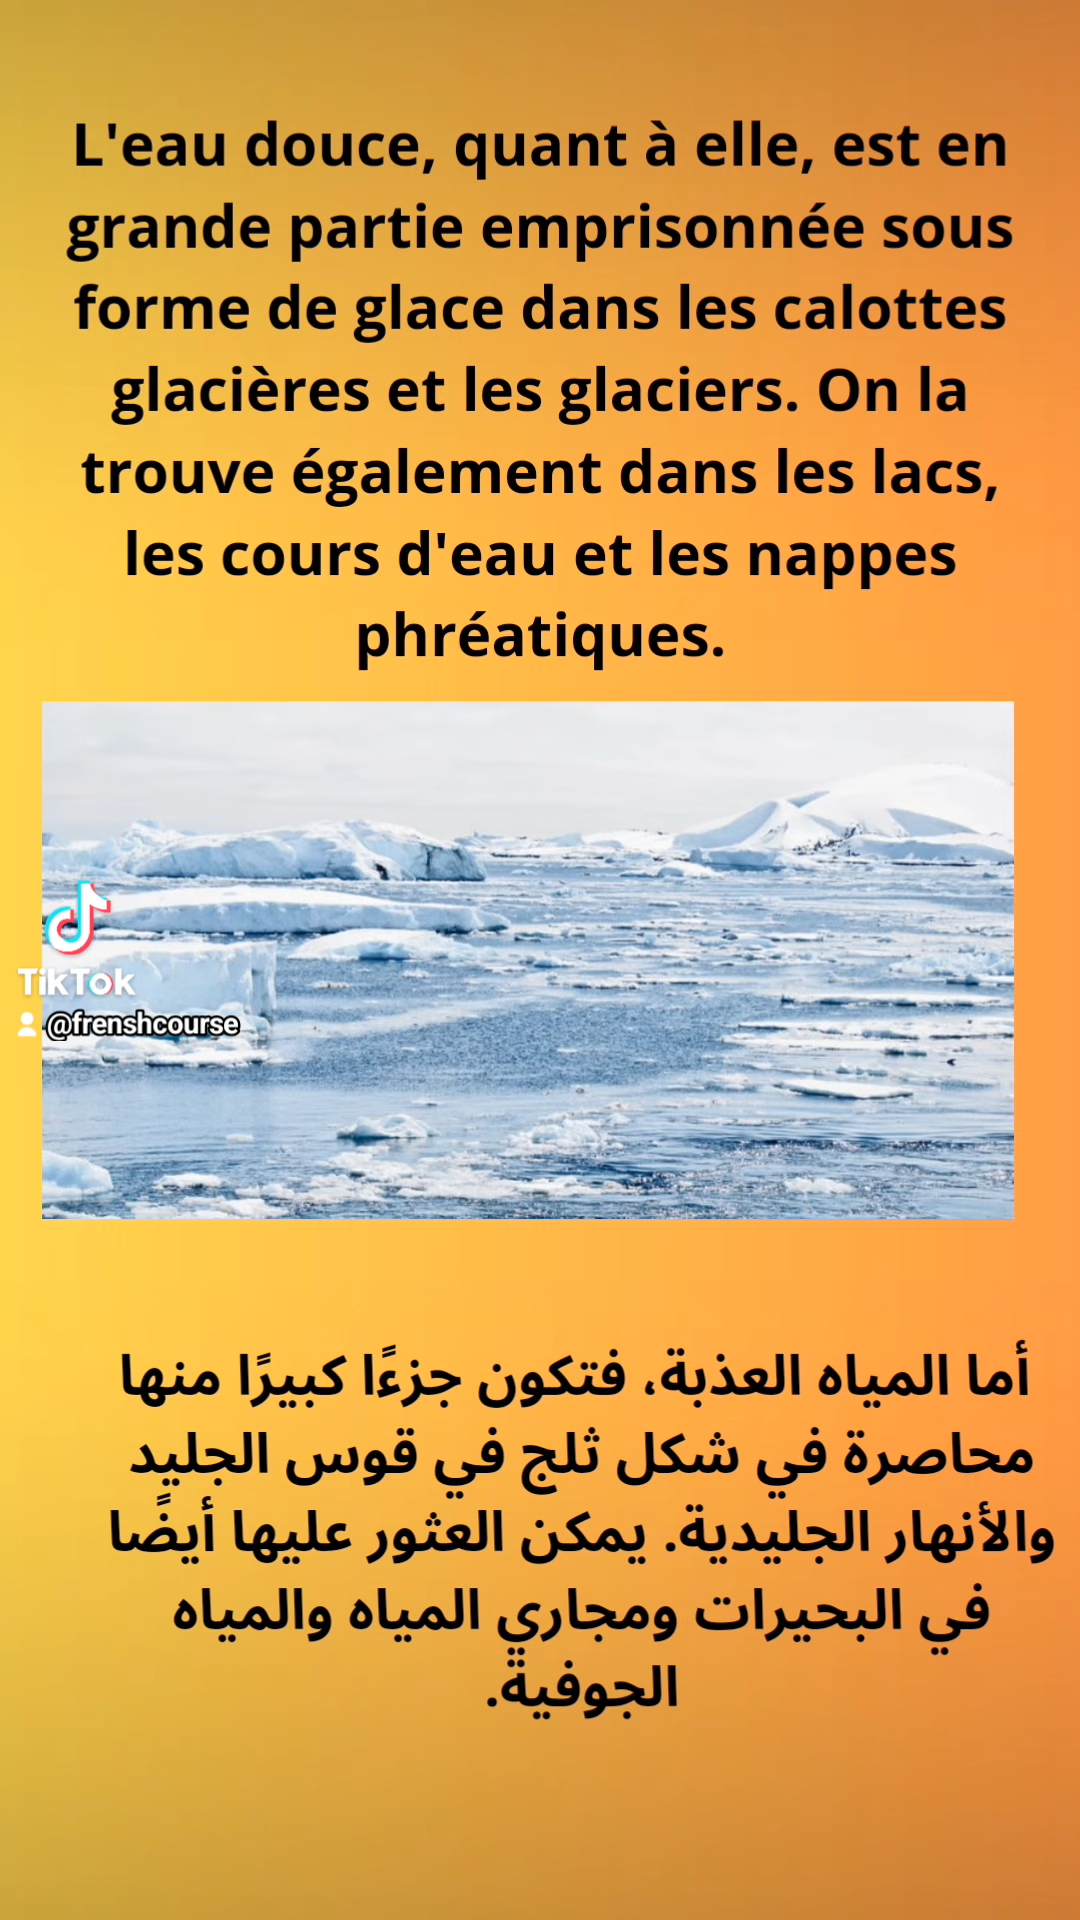 L'eau douce, quant à elle, est en
grande partie emprisonnée sous
forme de glace dans les calottes
glacières et les glaciers. On la
trouve également dans les lacs,
les cours d'eau et les nappes
phréatiques.
TikTok
@frenshcourse
أما المياه العذبة، فتكون جزءًا كبيرًا منها
محاصرة في شكل ثلج في قوس الجليد
والأنهار الجليدية. يمكن العثور عليها أيضًا
في البحيرات ومجاري المياه والمياه
الجوفية.